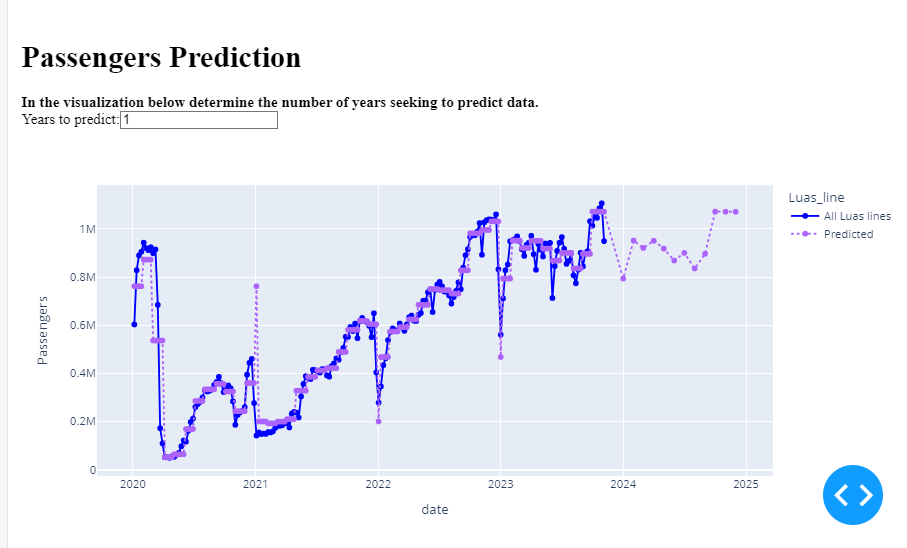 Passengers Prediction
In the visualization below determine the number of years seeking to predict data.
Years to predict: 1
Luas_line
All Luas lines
Predicted
1M
0.8M
0.6M
0.4M
0.2M
0
Passengers
2020 2021 2022 2023 2024 2025
date